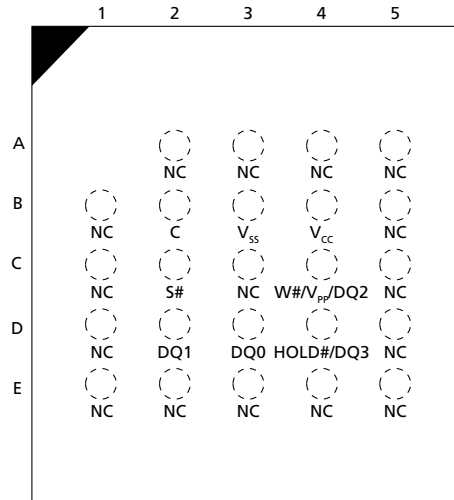 1 2 3 4 5
A
NC NC NC NC
B
NC C VSS VCC NC
C
NC S# NC W#/VPP/DQ2 NC
D
NC DQ1 DQ0 HOLD#/DQ3 NC
E
NC NC NC NC NC